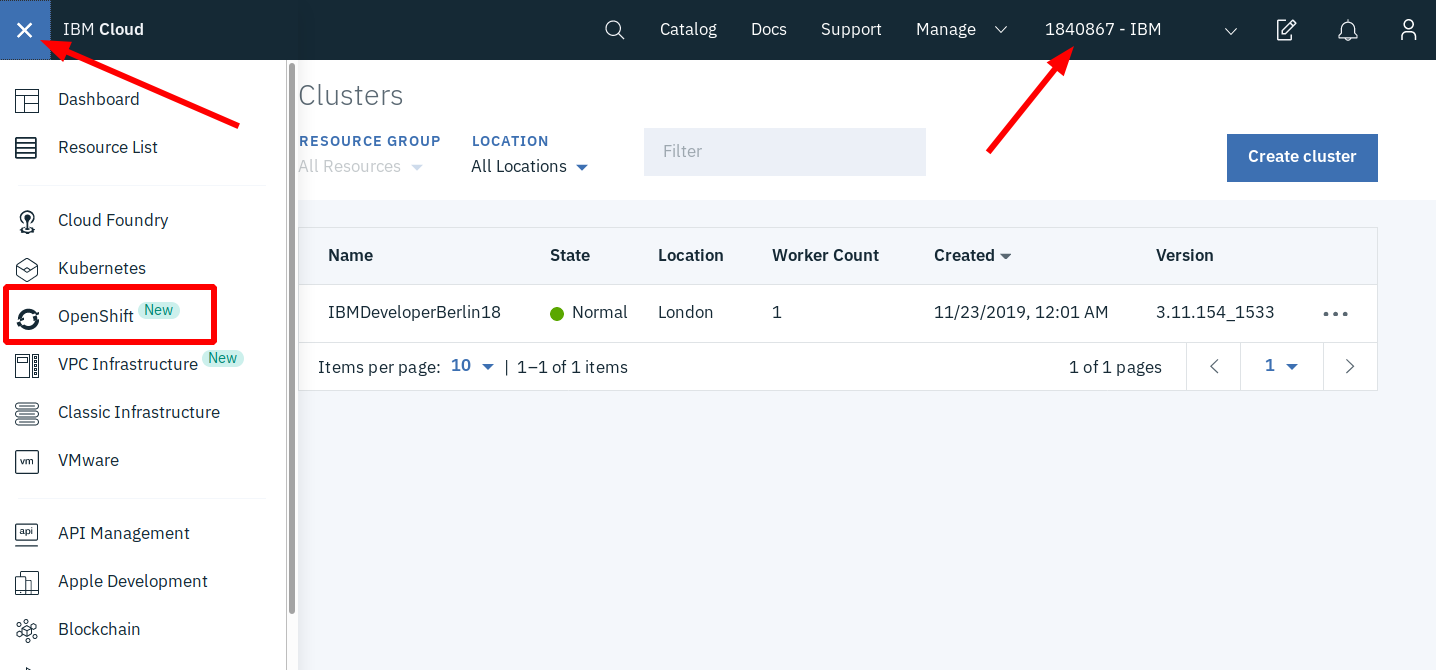 IBM Cloud
Catalog
Docs
Support
Manage
1840867 - IBM
Dashboard
Resource List
Cloud Foundry
Kubernetes
OpenShift New
VPC Infrastructure New
Classic Infrastructure
vm VMware
api API Management
Apple Development
Blockchain
Clusters
RESOURCE GROUP
All Resources
LOCATION
All Locations
Filter
Create cluster
Name State Location Worker Count Created Version
IBMDeveloperBerlin18 Normal London 1 11/23/2019, 12:01 AM 3.11.154_1533
Items per page: 10 | 1–1 of 1 items 1 of 1 pages 1